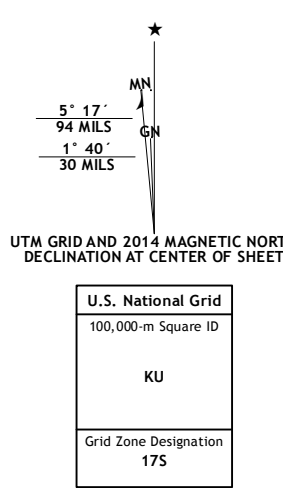 ★
MN
GN
5° 17´
94 MILS
1° 40´
30 MILS
UTM GRID AND 2014 MAGNETIC NORT
DECLINATION AT CENTER OF SHEET
U.S. National Grid
100,000-m Square ID
KU
Grid Zone Designation
17S